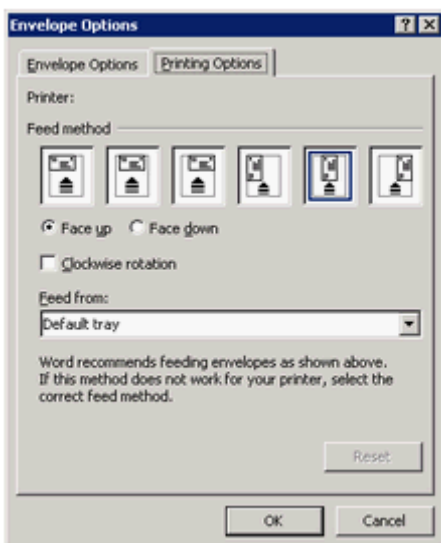 Envelope Options
Envelope Options Printing Options
Printer:
Feed method
Face up Face down
Clockwise rotation
Feed from:
Default tray
Word recommends feeding envelopes as shown above.
If this method does not work for your printer, select the
correct feed method.
Reset
OK Cancel